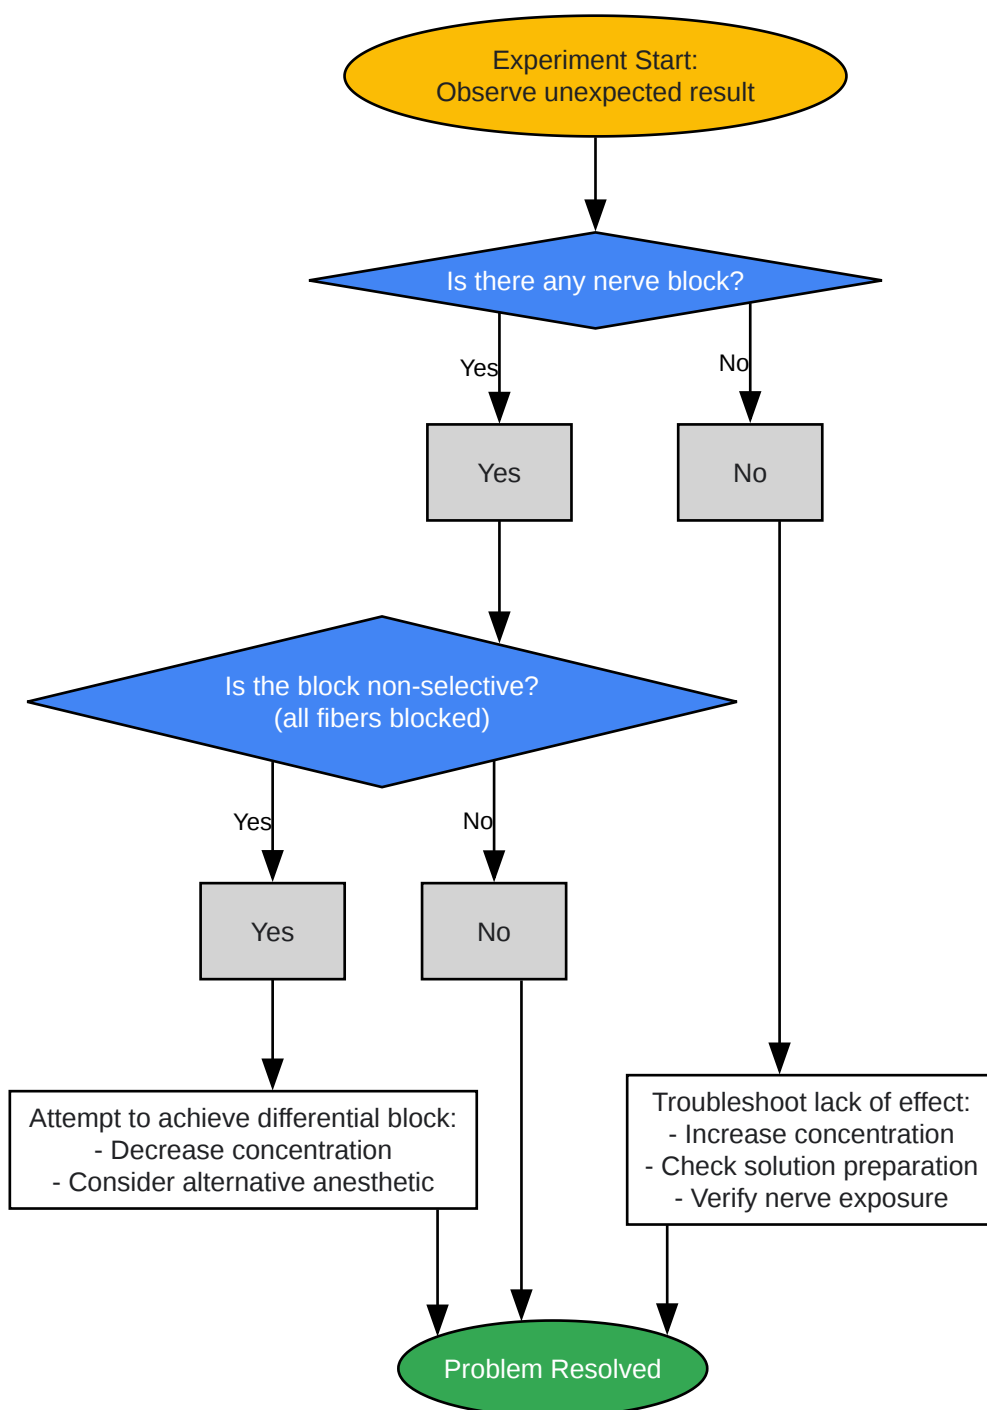 Experiment Start:
Observe unexpected result
Is there any nerve block?
Yes
No
Yes
No
Is the block non-selective?
(all fibers blocked)
Yes
No
Yes
No
Attempt to achieve differential block:
- Decrease concentration
- Consider alternative anesthetic
Troubleshoot lack of effect:
- Increase concentration
- Check solution preparation
- Verify nerve exposure
Problem Resolved